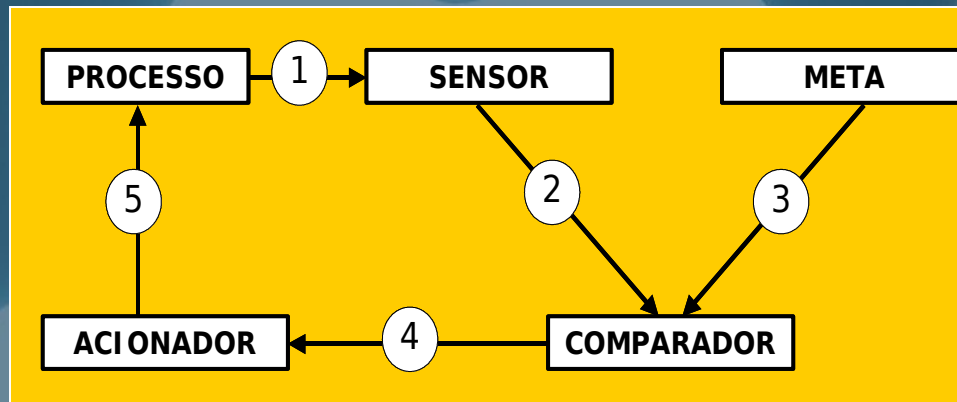 PROCESSO 1 SENSOR META
2 3
5
ACIONADOR 4 COMPARADOR